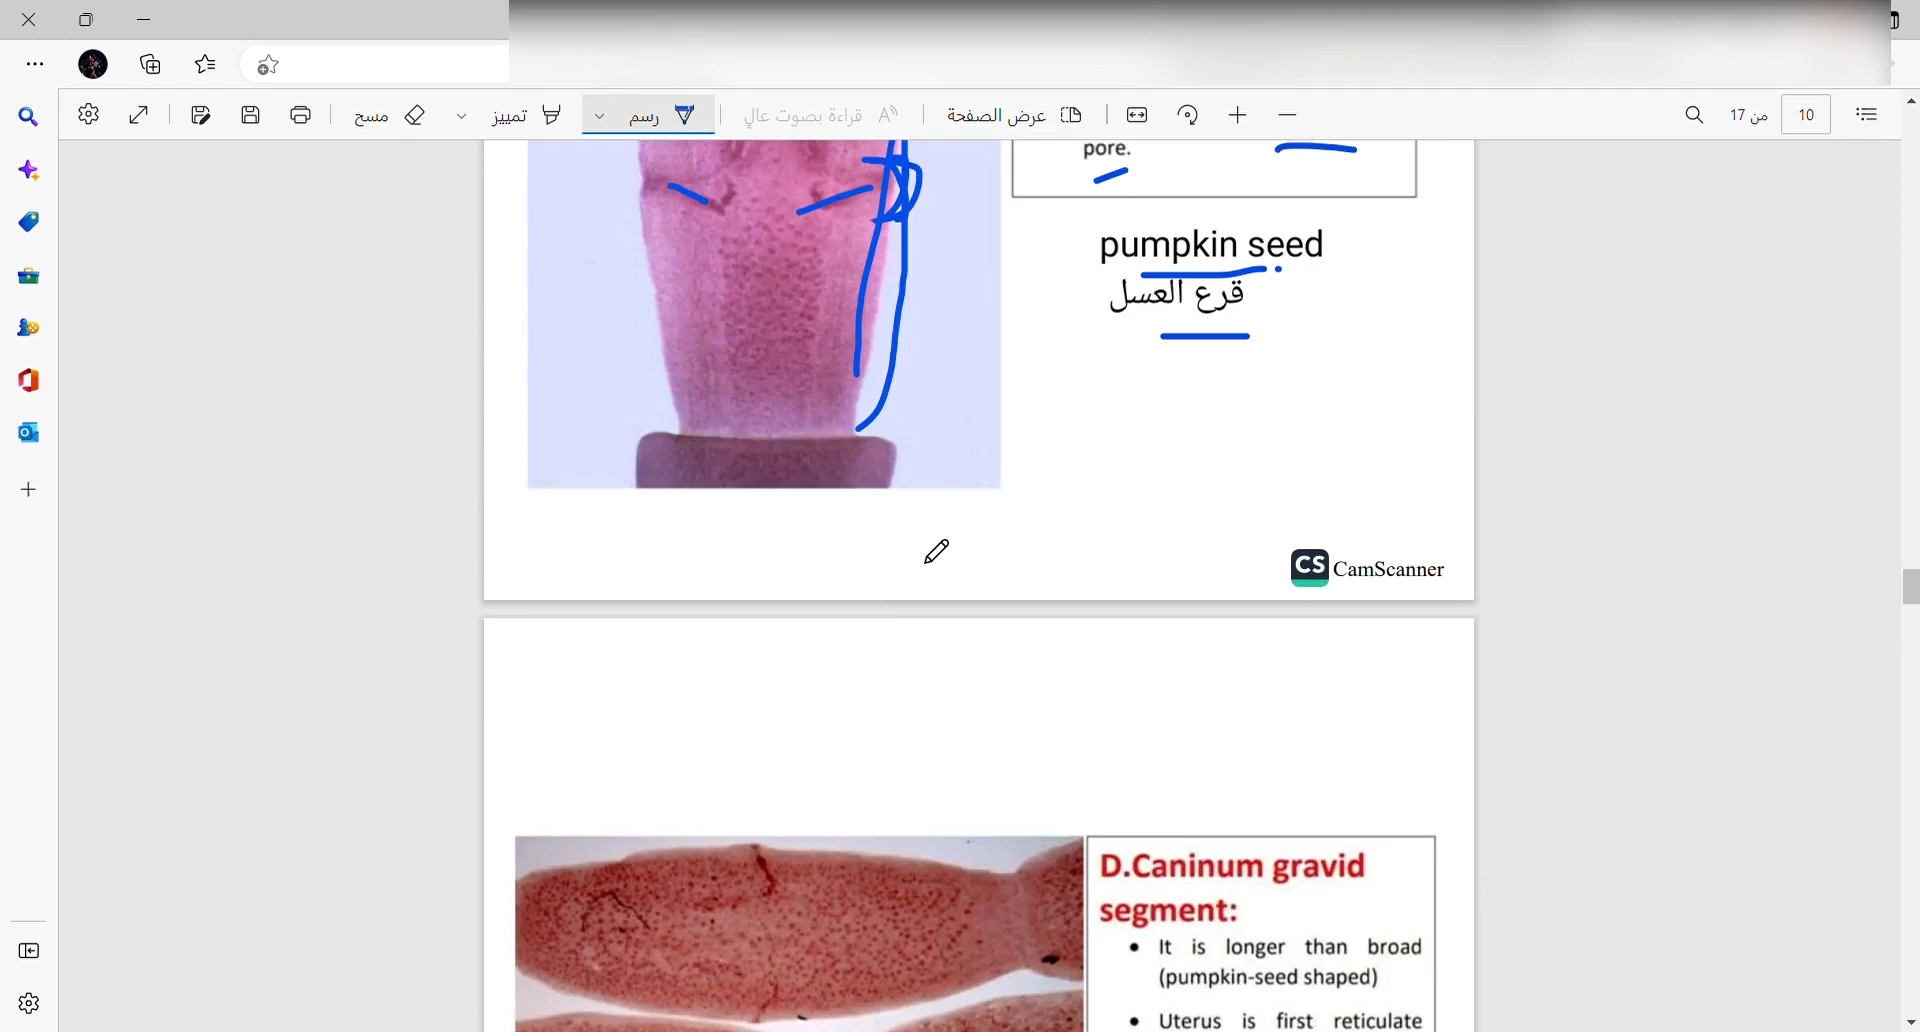 مسح
تمييز
رسم
قراءة بصوت عالٍ
عرض الصفحة
من 17
10
pore.
pumpkin seed
قرع العسل
CS CamScanner
D.Caninum gravid
segment:
• It is longer than broad
(pumpkin-seed shaped)
• Uterus is first reticulate